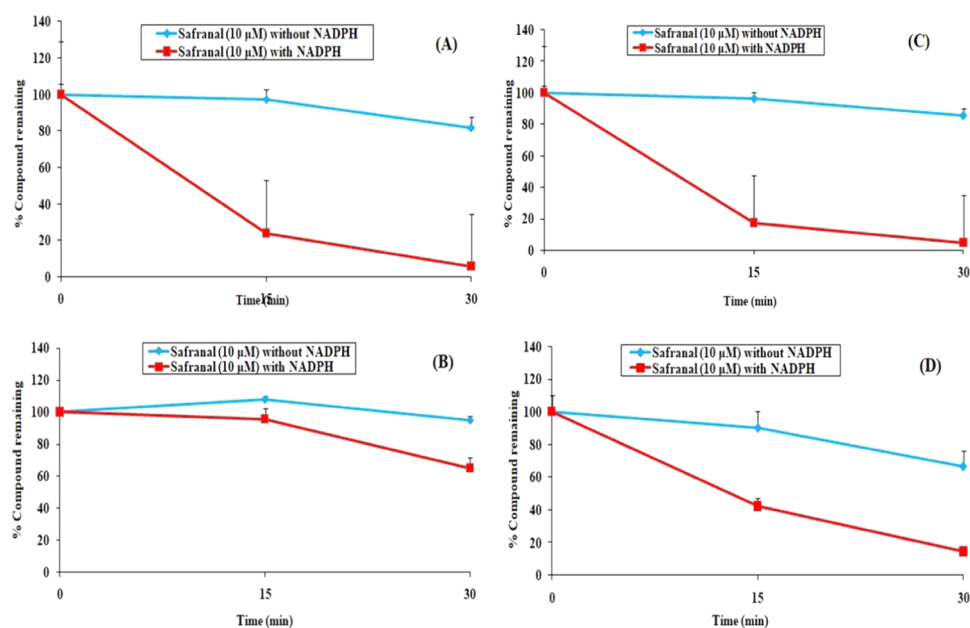 Safranal (10 µM) without NADPH
Safranal (10 µM) with NADPH
(A)
% Compound remaining
140
120
100
80
60
40
20
0
0
15
30
Time (min)
Safranal (10 µM) without NADPH
Safranal (10 µM) with NADPH
(C)
% Compound remaining
140
120
100
80
60
40
20
0
0
15
30
Time (min)
Safranal (10 µM) without NADPH
Safranal (10 µM) with NADPH
(B)
% Compound remaining
140
120
100
80
60
40
20
0
0
15
30
Time (min)
Safranal (10 µM) without NADPH
Safranal (10 µM) with NADPH
(D)
% Compound remaining
140
120
100
80
60
40
20
0
0
15
30
Time (min)